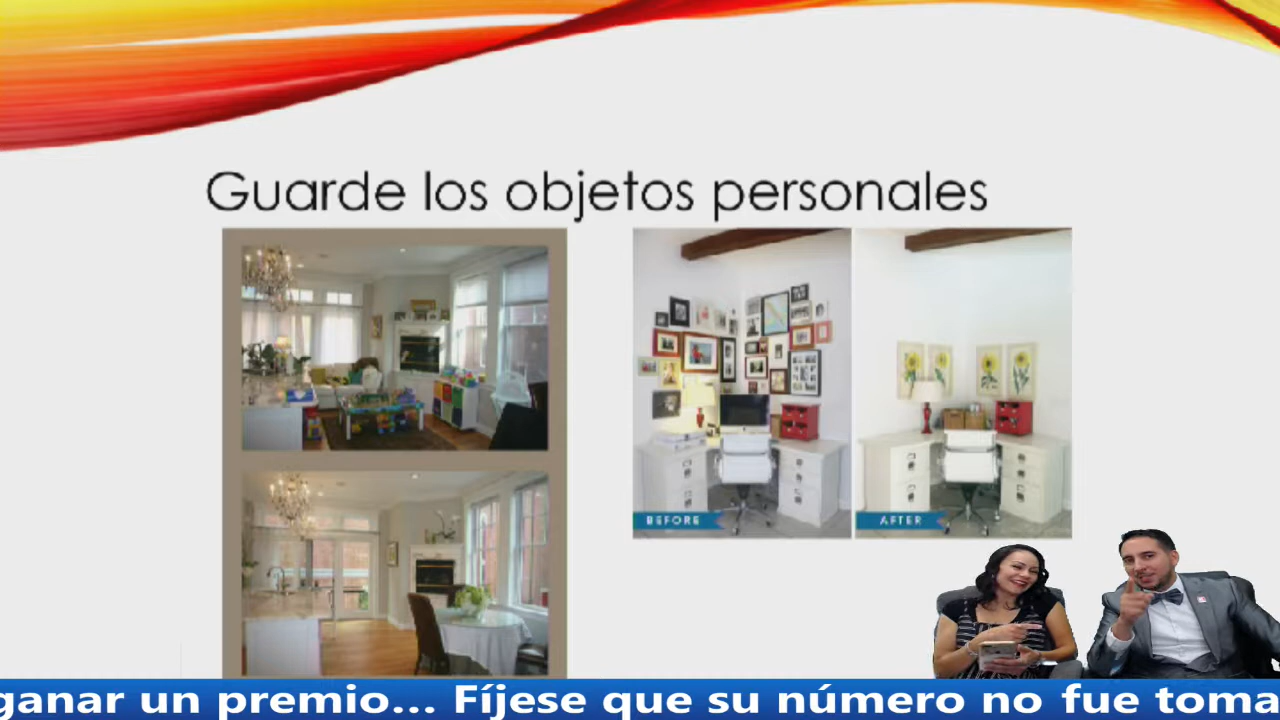 Guarde los objetos personales
BEFORE
AFTER
ganar un premio... Fíjese que su número no fue toma